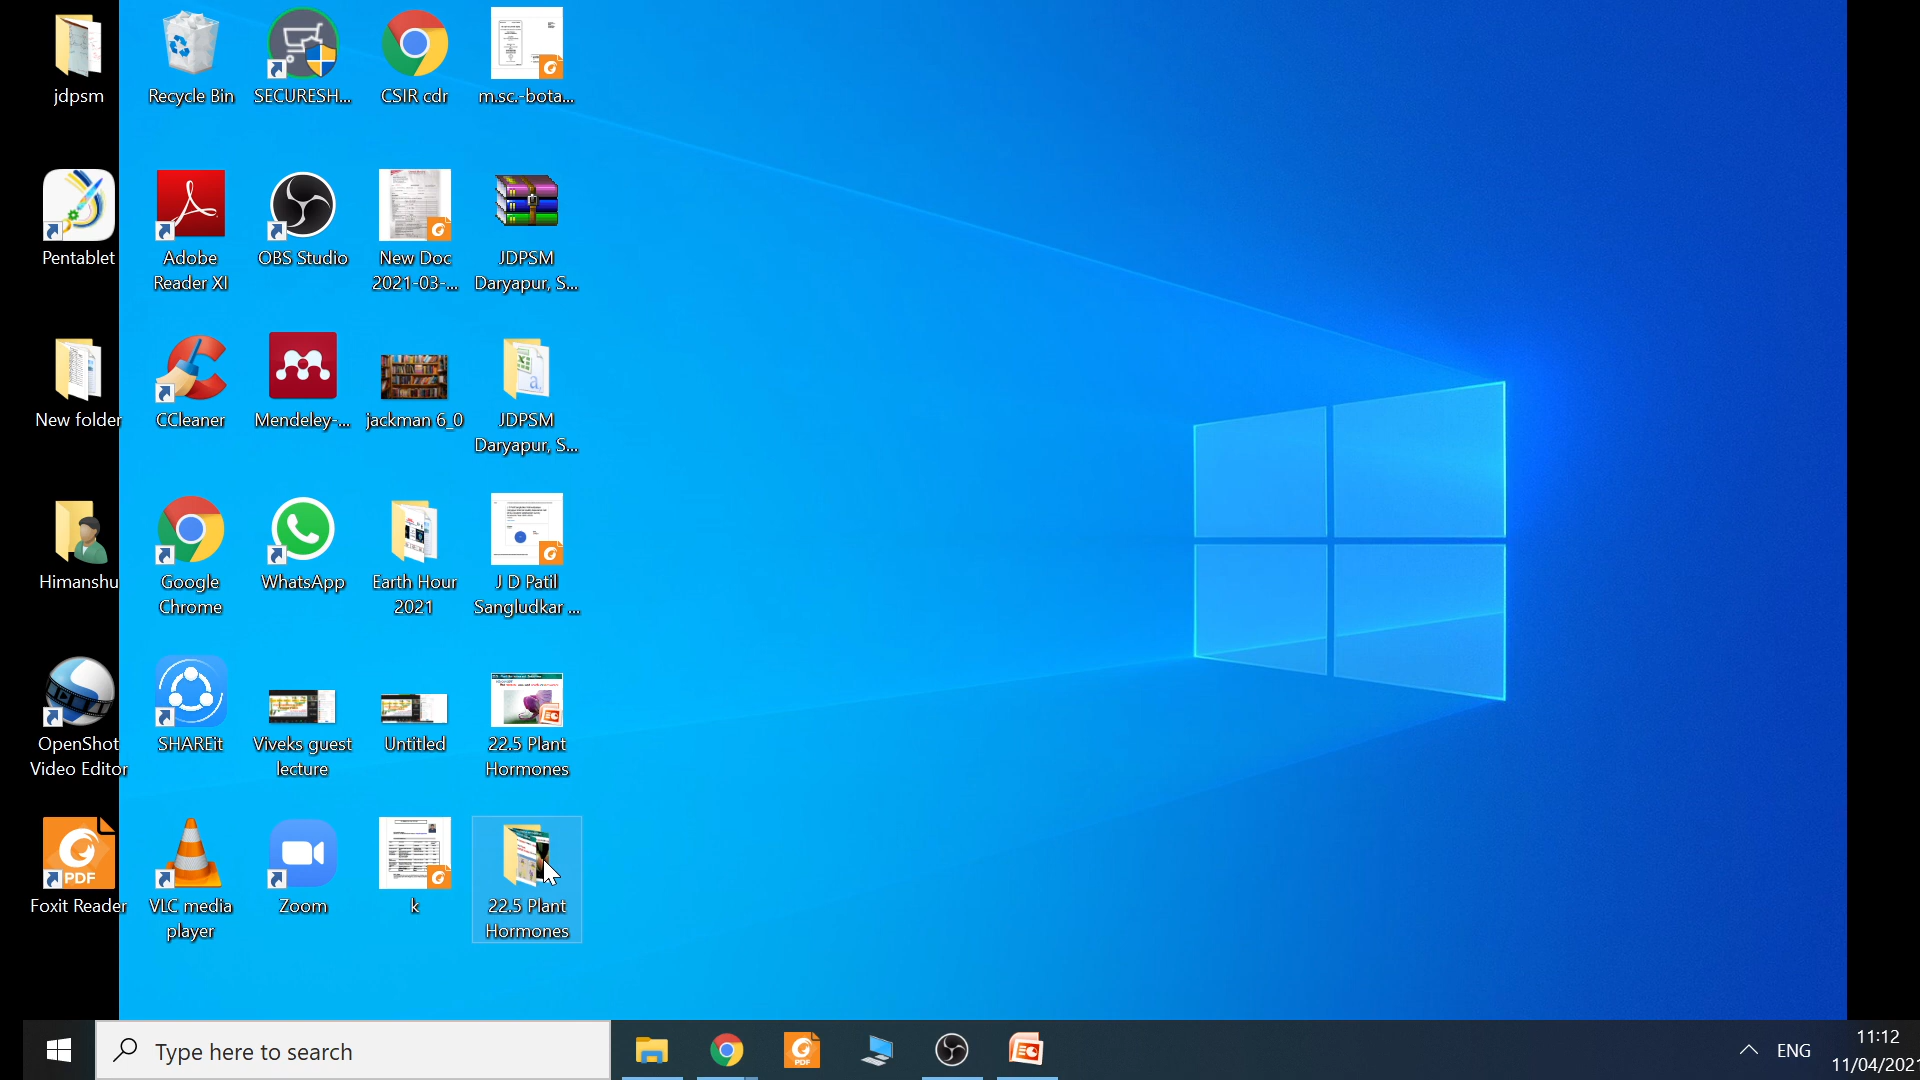 jdpsm
Recycle Bin
SECURESH...
CSIR cdr
m.sc.-bota...
Pentablet
Adobe
Reader XI
OBS Studio
New Doc
2021-03-...
JDPSM
Daryapur, S...
New folder
CCleaner
Mendeley-...
jackman 6_0
JDPSM
Daryapur, S...
Himanshu
Google
Chrome
WhatsApp
Earth Hour
2021
J D Patil
Sangludkar ...
OpenShot
Video Editor
SHAREit
Viveks guest
lecture
Untitled
22.5 Plant
Hormones
PDF
Foxit Reader
VLC media
player
Zoom
k
22.5 Plant
Hormones
Type here to search
PDF
ENG
11:12
11/04/2021